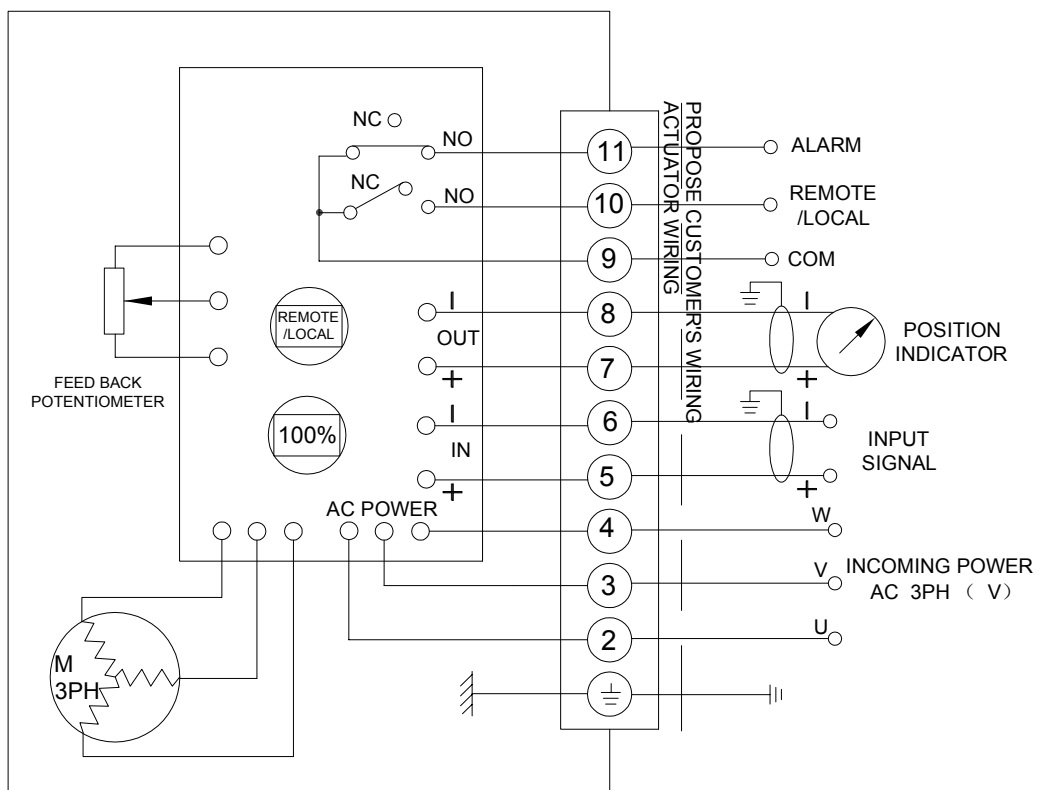 NC
NO
NC
NO
REMOTE
/LOCAL
100%
OUT
IN
+
+
AC POWER
FEED BACK
POTENTIOMETER
M
3PH
11
10
9
8
7
6
5
4
3
2
PROPOSE CUSTOMER'S WIRING
ACTUATOR WIRING
ALARM
REMOTE
/LOCAL
COM
POSITION
INDICATOR
+
INPUT
SIGNAL
+
W
V
U
INCOMING POWER
AC 3PH （ V）